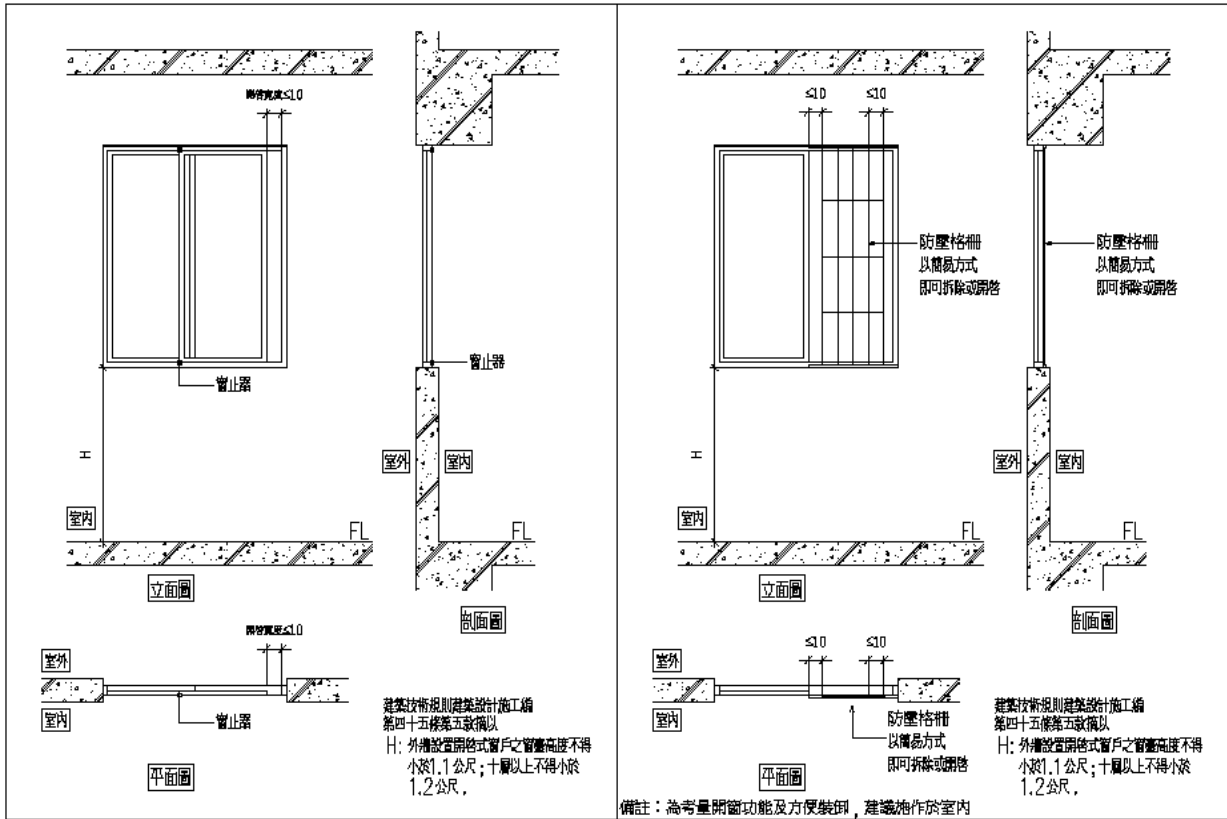 開啓寬度≤10
窗止器
H
室內
FL
立面圖
窗止器
室外
室內
FL
剖面圖
開啓寬度≤10
室外
室內
窗止器
平面圖
建築技術規則建築設計施工編
第四十五條第五款摘以
H：外牆設置開啓式窗戶之窗臺高度不得
小於1.1公尺；十層以上不得小於
1.2公尺．
≤10
≤10
防墜格柵
以簡易方式
即可拆除或開啓
H
室內
FL
立面圖
防墜格柵
以簡易方式
即可拆除或開啓
室外
室內
FL
剖面圖
≤10
≤10
室外
室內
防墜格柵
以簡易方式
即可拆除或開啓
平面圖
建築技術規則建築設計施工編
第四十五條第五款摘以
H：外牆設置開啓式窗戶之窗臺高度不得
小於1.1公尺；十層以上不得小於
1.2公尺．
備註：為考量開窗功能及方便裝卸，建議施作於室內